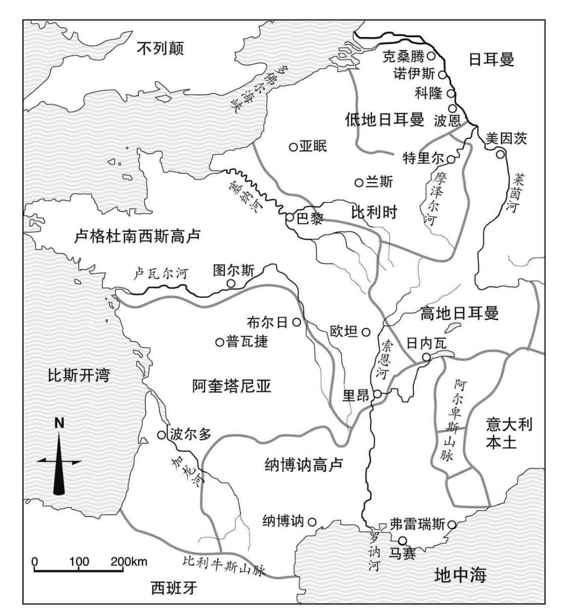 不列颠
多佛尔海峡
克桑腾
日耳曼
诺伊斯
科隆
波恩
低地日耳曼
美因茨
亚眠
特里尔
兰斯
摩泽尔河
莱茵河
塞纳河
巴黎
比利时
卢格杜南西斯高卢
卢瓦尔河
图尔斯
布尔日
欧坦
高地日耳曼
普瓦捷
索恩河
日内瓦
比斯开湾
阿奎塔尼亚
里昂
阿尔卑斯山脉
意大利
本土
N
波尔多
加龙河
纳博讷高卢
纳博讷
弗雷瑞斯
罗讷河
马赛
比利牛斯山脉
0 100 200km
西班牙
地中海